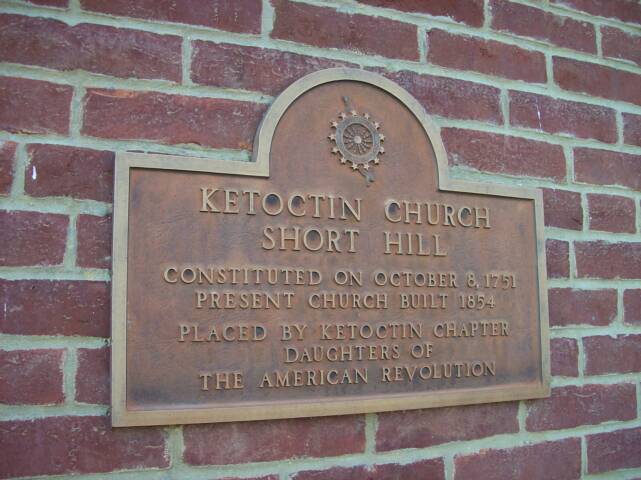 KETOCTIN CHURCH
SHORT HILL
CONSTITUTED ON OCTOBER 8, 1751
PRESENT CHURCH BUILT 1854
PLACED BY KETOCTIN CHAPTER
DAUGHTERS OF
THE AMERICAN REVOLUTION